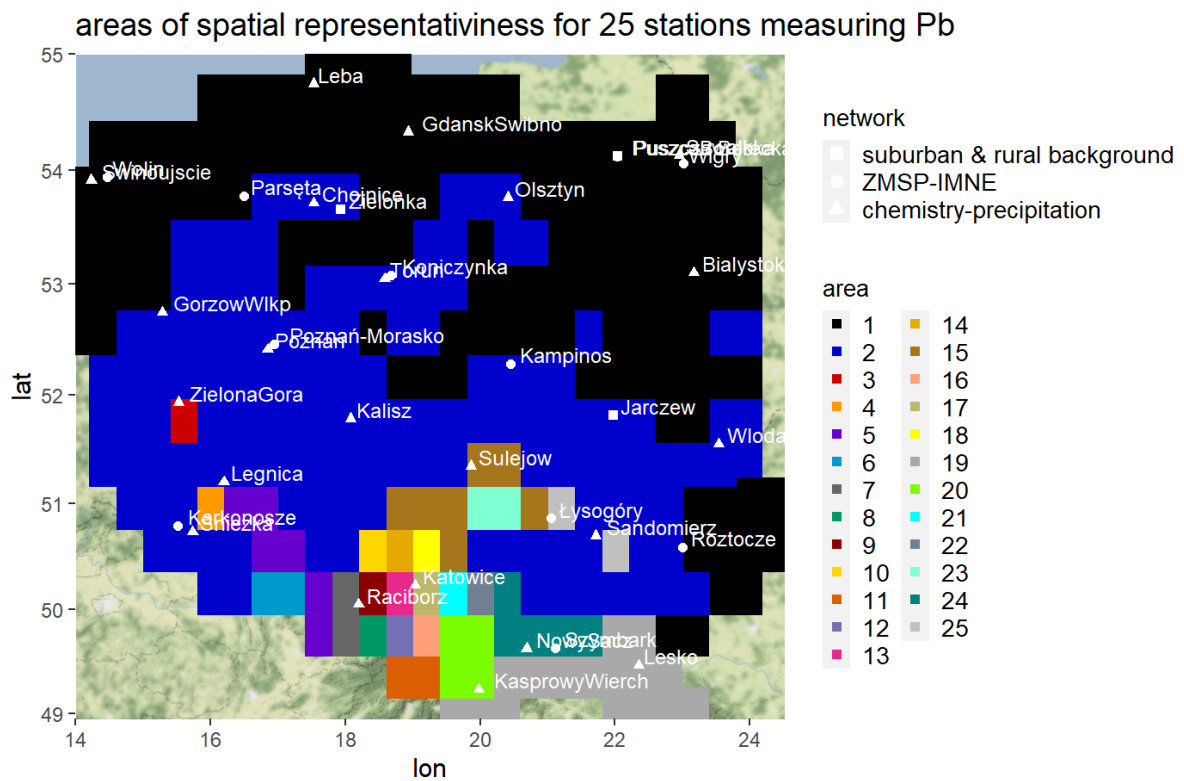 areas of spatial representativiness for 25 stations measuring Pb
55
54
53
52
51
50
49
lat
14
16
18
20
22
24
lon
Leba
GdanskSwibno
Wolin
Swinoujscie
Parsęta
Chojnice
Zielonka
Olsztyn
Wigry
Koniczynka
Torun
Bialystok
GorzowWlkp
Poznań-Morasko
Poznan
Kampinos
ZielonaGora
Kalisz
Jarczew
Wloda
Sulejow
Legnica
Karkonosze
Sniezka
Łysogóry
Sandomierz
Roztocze
Katowice
Raciborz
NowySacz
Szymbark
Lesko
KasprowyWierch
network
suburban & rural background
ZMSP-IMNE
chemistry-precipitation
area
1 14
2 15
3 16
4 17
5 18
6 19
7 20
8 21
9 22
10 23
11 24
12 25
13